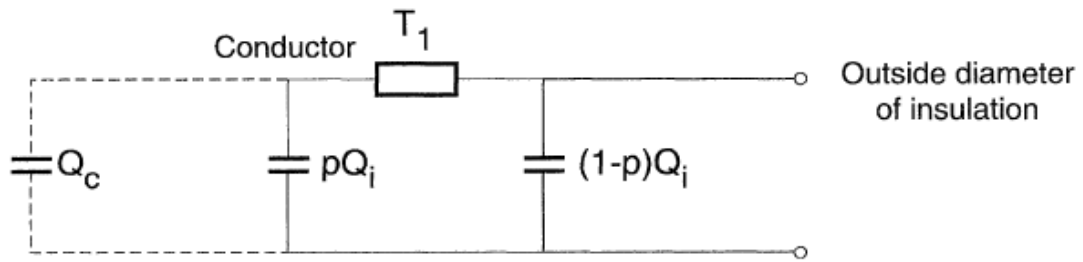 T1
Conductor
Outside diameter
of insulation
Qc
pQi
(1-p)Qi